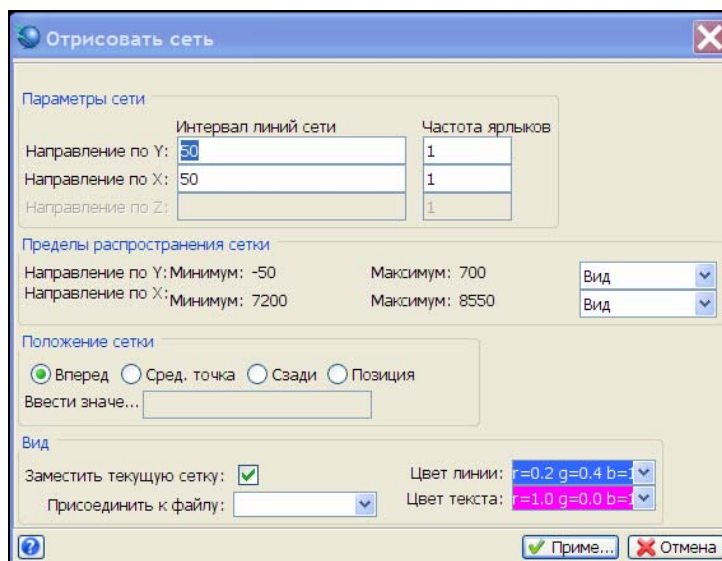 Отрисовать сеть
Параметры сети
Интервал линий сети Частота ярлыков
Направление по Y: 50 1
Направление по X: 50 1
Направление по Z: 1
Пределы распространения сетки
Направление по Y: Минимум: -50 Максимум: 700 Вид
Направление по X: Минимум: 7200 Максимум: 8550 Вид
Положение сетки
Вперед Сред. точка Сзади Позиция
Ввести значе...
Вид
Заместить текущую сетку: Цвет линии: r=0.2 g=0.4 b=1
Присоединить к файлу: Цвет текста: r=1.0 g=0.0 b=1
? Приме... Отмена